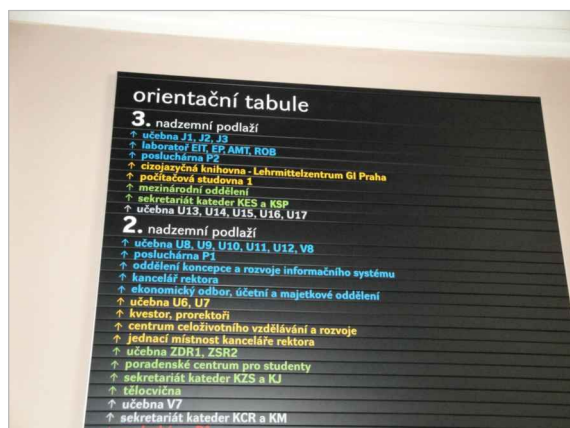 orientační tabule
3. nadzemní podlaží
↑ učebna J1, J2, J3
↑ laboratoř EIT, EP, AMT, ROB
↑ posluchárna P2
↑ cizojazyčná knihovna - Lehrmittelzentrum GI Praha
↑ počítačová studovna 1
↑ mezinárodní oddělení
↑ sekretariát kateder KES a KSP
↑ učebna U13, U14, U15, U16, U17
2. nadzemní podlaží
↑ učebna U8, U9, U10, U11, U12, V8
↑ posluchárna P1
↑ oddělení koncepce a rozvoje informačního systému
↑ kancelář rektora
↑ ekonomický odbor, účetní a majetkové oddělení
↑ učebna U6, U7
↑ kvestor, prorektoři
↑ centrum celoživotního vzdělávání a rozvoje
↑ jednací místnost kanceláře rektora
↑ učebna ZDR1, ZSR2
↑ poradenské centrum pro studenty
↑ sekretariát kateder KZS a KJ
↑ tělocvična
↑ učebna V7
↑ sekretariát kateder KCR a KM